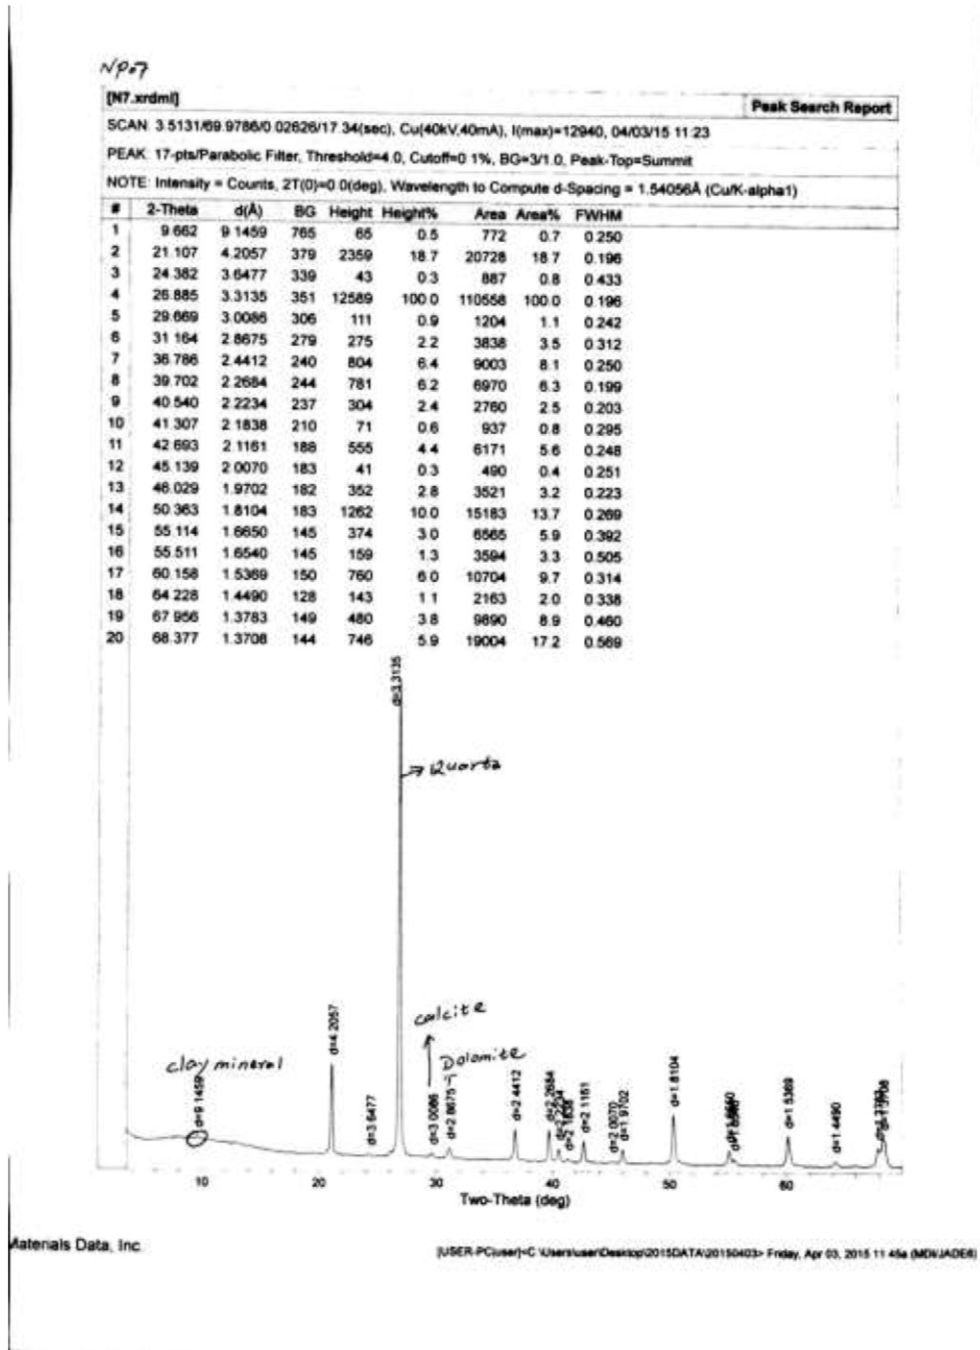 NP07
[N7.xrdml] Peak Search Report
SCAN: 3.5131/69.9786/0.02626/17.34(sec), Cu(40kV,40mA), I(max)=12940, 04/03/15 11:23
PEAK: 17-pts/Parabolic Filter, Threshold=4.0, Cutoff=0.1%, BG=3/1.0, Peak-Top=Summit
NOTE: Intensity = Counts, 2T(0)=0.0(deg), Wavelength to Compute d-Spacing = 1.54056Å (Cu/K-alpha1)
# 2-Theta d(Å) BG Height Height% Area Area% FWHM
1 9.662 9.1459 765 65 0.5 772 0.7 0.250
2 21.107 4.2057 379 2359 18.7 20728 18.7 0.196
3 24.382 3.6477 339 43 0.3 887 0.8 0.433
4 26.885 3.3135 351 12589 100.0 110558 100.0 0.196
5 29.669 3.0086 306 111 0.9 1204 1.1 0.242
6 31.164 2.8675 279 275 2.2 3838 3.5 0.312
7 36.786 2.4412 240 804 6.4 9003 8.1 0.250
8 39.702 2.2684 244 781 6.2 6970 6.3 0.199
9 40.540 2.2234 237 304 2.4 2760 2.5 0.203
10 41.307 2.1838 210 71 0.6 937 0.8 0.295
11 42.693 2.1161 188 555 4.4 6171 5.6 0.248
12 45.139 2.0070 183 41 0.3 490 0.4 0.251
13 46.029 1.9702 182 352 2.8 3521 3.2 0.223
14 50.363 1.8104 183 1262 10.0 15183 13.7 0.269
15 55.114 1.6650 145 374 3.0 6565 5.9 0.392
16 55.511 1.6540 145 159 1.3 3594 3.3 0.505
17 60.158 1.5369 150 760 6.0 10704 9.7 0.314
18 64.228 1.4490 128 143 1.1 2163 2.0 0.338
19 67.956 1.3783 149 480 3.8 9890 8.9 0.460
20 68.377 1.3708 144 746 5.9 19004 17.2 0.569
d=3.3135
Quartz
calcite
Dolomite
clay mineral
d=9.1459
d=4.2057
d=3.6477
d=3.0086
d=2.8675
d=2.4412
d=2.2684
d=2.2234
d=2.1838
d=2.1161
d=2.0070
d=1.9702
d=1.8104
d=1.6650
d=1.5369
d=1.4490
d=1.3708
10 20 30 40 50 60
Two-Theta (deg)
Materials Data, Inc.
[USER-PC\user]<C:\Users\user\Desktop\2015DATA\20150403> Friday, Apr 03, 2015 11:45a (MDI/JADE6)